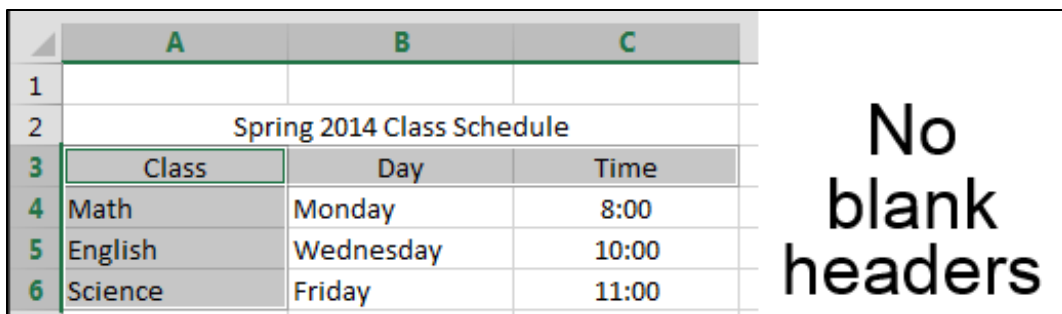 A B C
1
2 Spring 2014 Class Schedule
3 Class Day Time
4 Math Monday 8:00
5 English Wednesday 10:00
6 Science Friday 11:00
No
blank
headers